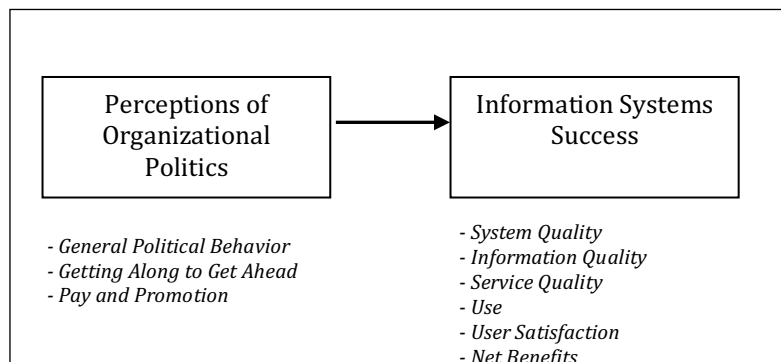 Perceptions of
Organizational
Politics
Information Systems
Success
- General Political Behavior
- Getting Along to Get Ahead
- Pay and Promotion
- System Quality
- Information Quality
- Service Quality
- Use
- User Satisfaction
- Net Benefits